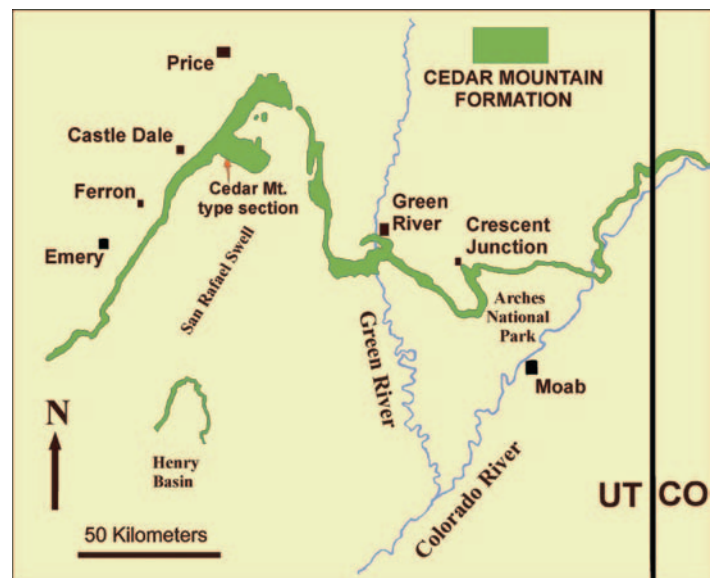 Price
CEDAR MOUNTAIN
FORMATION
Castle Dale
Cedar Mt.
type section
Ferron
Green
River
Crescent
Junction
Emery
San Rafael Swell
Arches
National
Park
Green River
Moab
N
Henry
Basin
Colorado River
UT CO
50 Kilometers